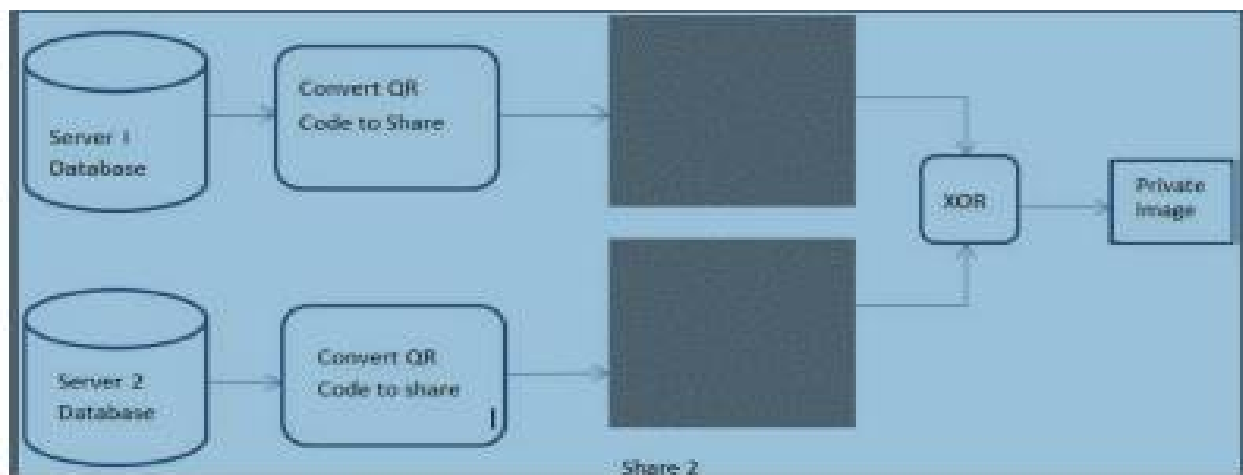 Server 1
Database
Convert QR
Code to Share
XOR
Private
Image
Server 2
Database
Convert QR
Code to share
Share 2